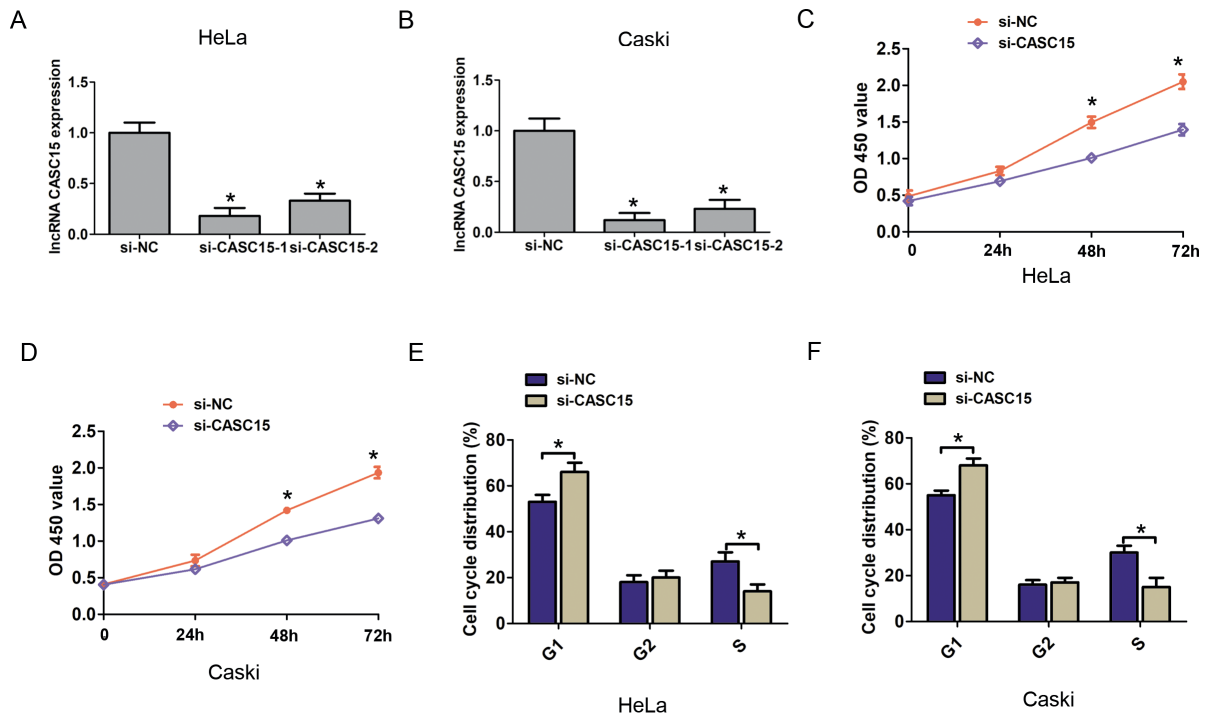 A
HeLa
lncRNA CASC15 expression
1.5
1.0
0.5
0.0
*
*
si-NC
si-CASC15-1
si-CASC15-2
B
Caski
lncRNA CASC15 expression
1.5
1.0
0.5
0.0
*
*
si-NC
si-CASC15-1
si-CASC15-2
C
si-NC
si-CASC15
OD 450 value
2.5
2.0
1.5
1.0
0.5
0.0
*
*
0
24h
48h
72h
HeLa
D
si-NC
si-CASC15
OD 450 value
2.5
2.0
1.5
1.0
0.5
0.0
*
*
0
24h
48h
72h
Caski
E
si-NC
si-CASC15
Cell cycle distribution (%)
80
60
40
20
0
*
*
G1
G2
S
HeLa
F
si-NC
si-CASC15
Cell cycle distribution (%)
80
60
40
20
0
*
*
G1
G2
S
Caski